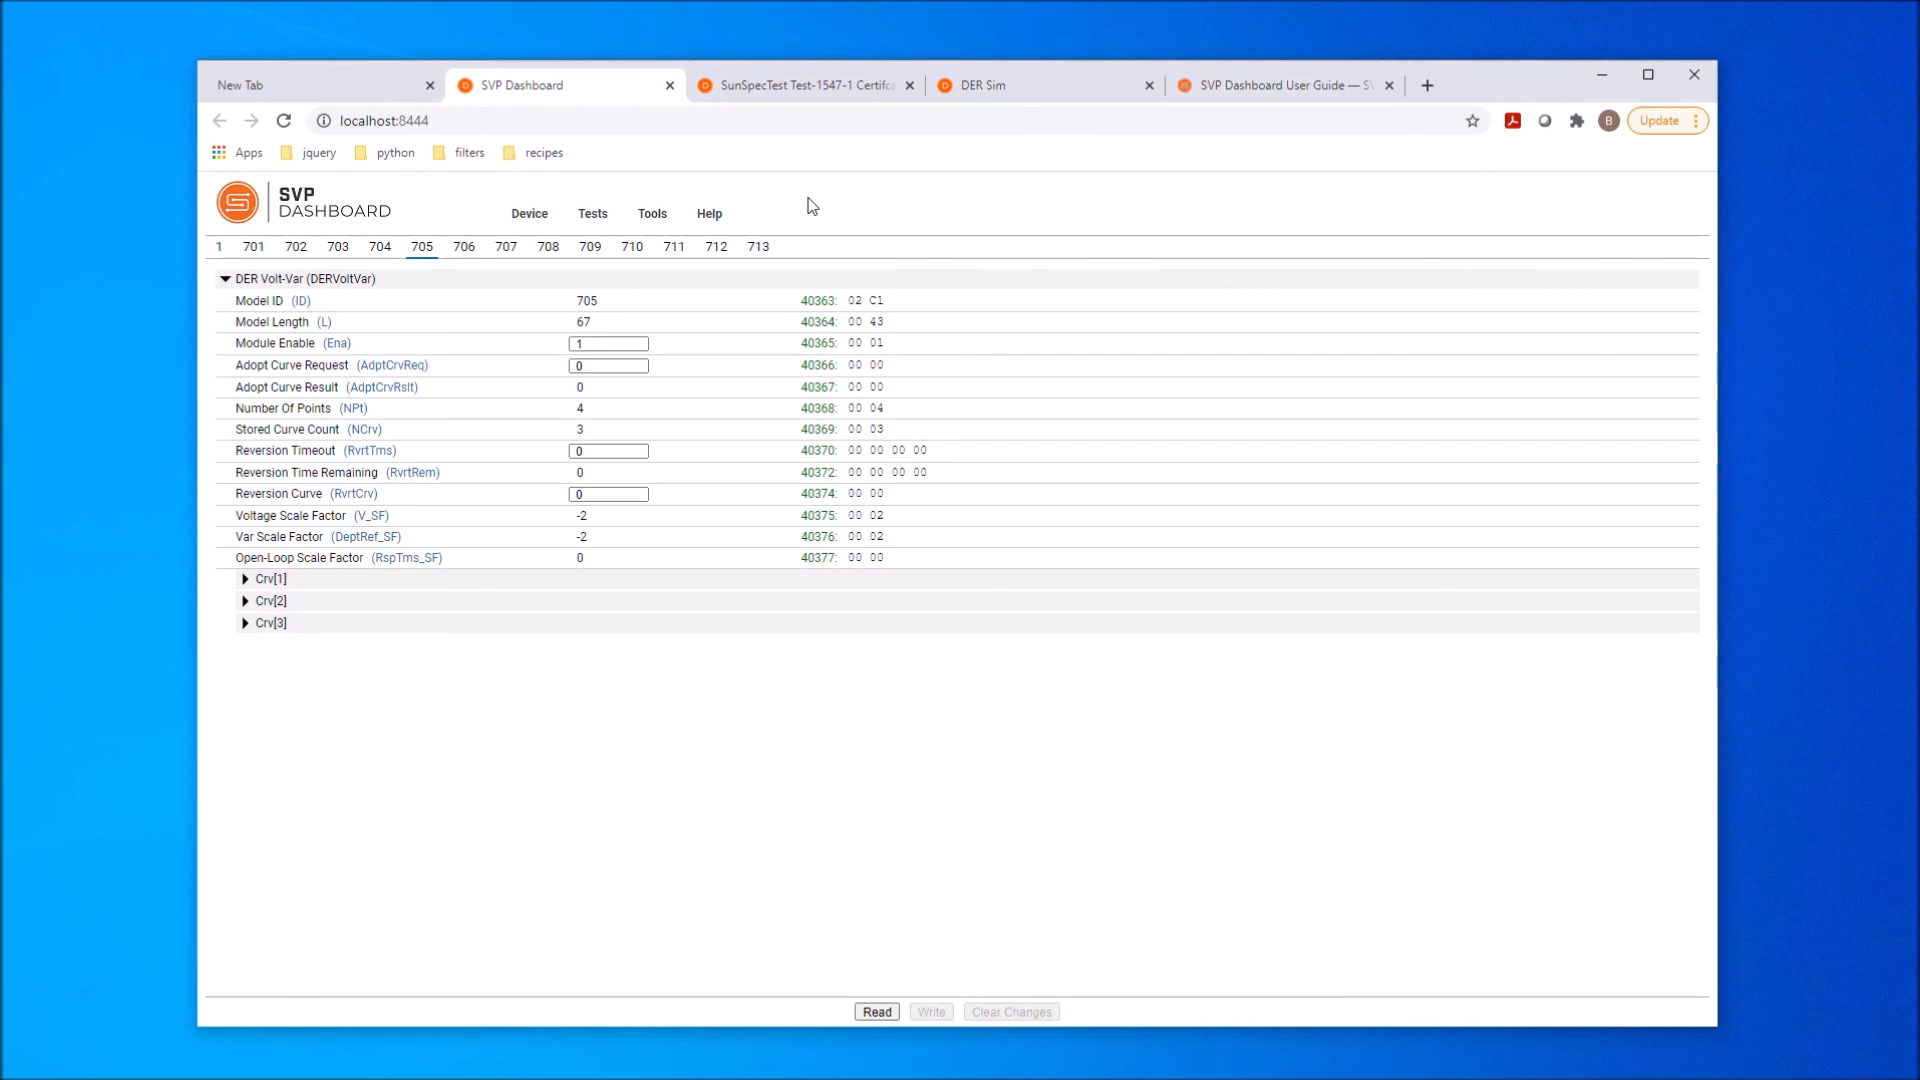 New Tab
SVP Dashboard
SunSpecTest Test-1547-1 Certifca
DER Sim
SVP Dashboard User Guide — SV
localhost:8444
B
Update
Apps
jquery
python
filters
recipes
SVP
DASHBOARD
Device
Tests
Tools
Help
1 701 702 703 704 705 706 707 708 709 710 711 712 713
DER Volt-Var (DERVoltVar)
Model ID (ID) 705 40363: 02 C1
Model Length (L) 67 40364: 00 43
Module Enable (Ena) 1 40365: 00 01
Adopt Curve Request (AdptCrvReq) 0 40366: 00 00
Adopt Curve Result (AdptCrvRslt) 0 40367: 00 00
Number Of Points (NPt) 4 40368: 00 04
Stored Curve Count (NCrv) 3 40369: 00 03
Reversion Timeout (RvrtTms) 0 40370: 00 00 00 00
Reversion Time Remaining (RvrtRem) 0 40372: 00 00 00 00
Reversion Curve (RvrtCrv) 0 40374: 00 00
Voltage Scale Factor (V_SF) -2 40375: 00 02
Var Scale Factor (DeptRef_SF) -2 40376: 00 02
Open-Loop Scale Factor (RspTms_SF) 0 40377: 00 00
Crv[1]
Crv[2]
Crv[3]
Read
Write
Clear Changes